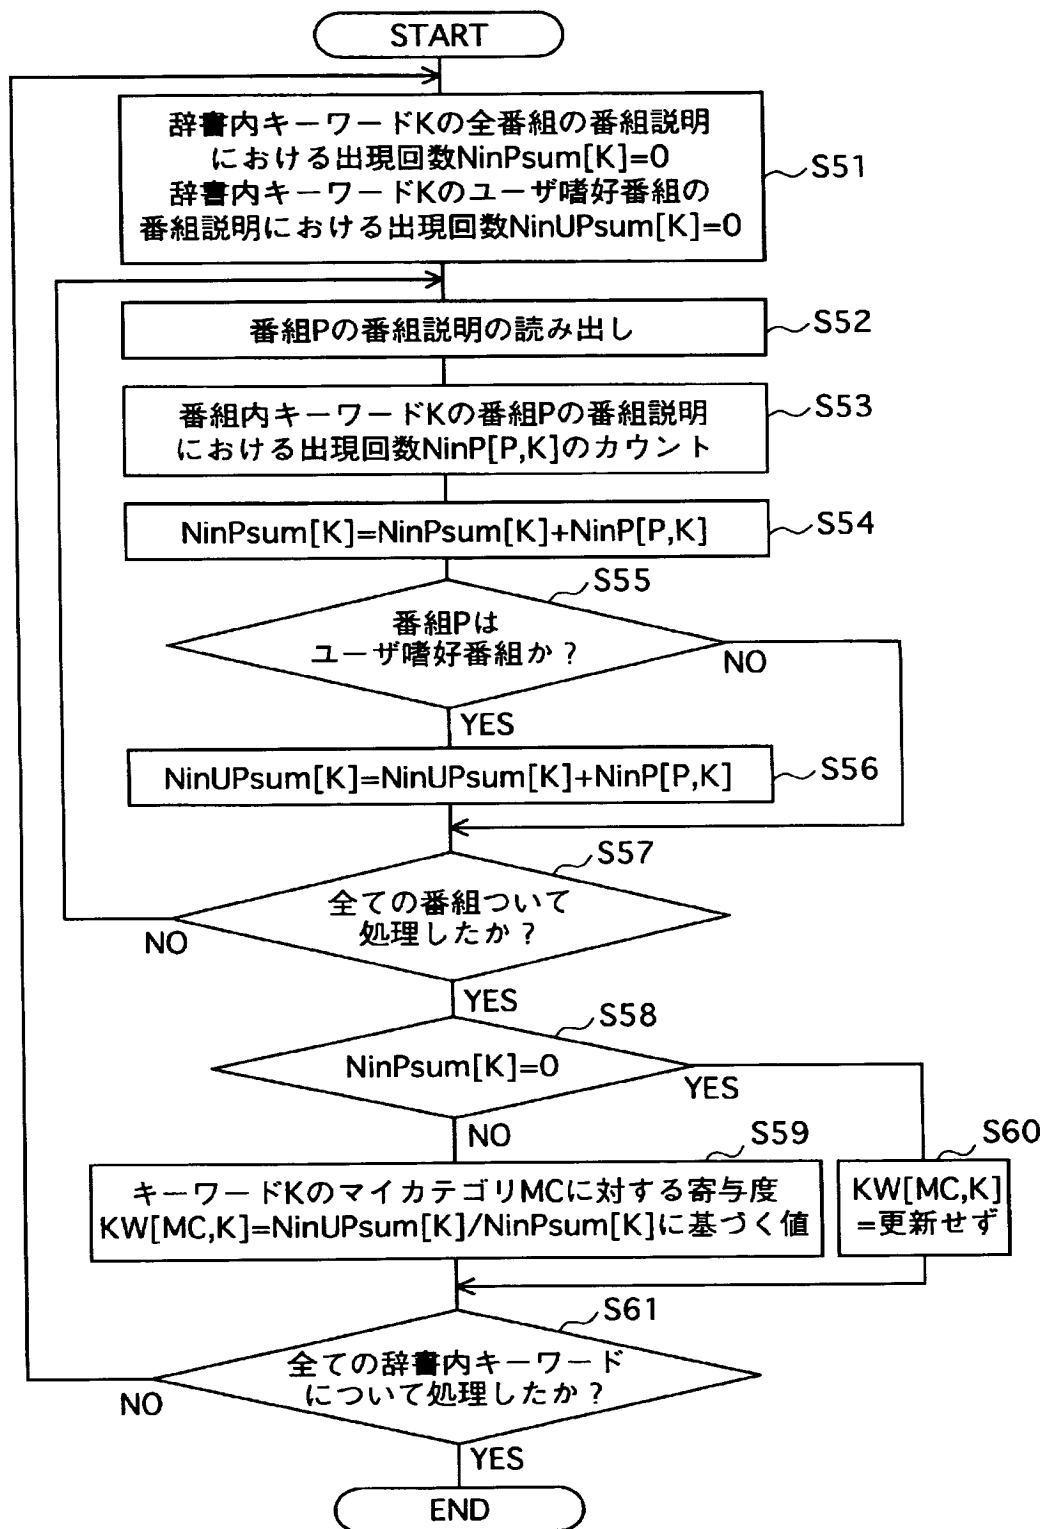 START
辞書内キーワードKの全番組の番組説明
における出現回数NinPsum[K]=0
辞書内キーワードKのユーザ嗜好番組の
番組説明における出現回数NinUPsum[K]=0
S51
番組Pの番組説明の読み出し
S52
番組内キーワードKの番組Pの番組説明
における出現回数NinP[P,K]のカウント
S53
NinPsum[K]=NinPsum[K]+NinP[P,K]
S54
S55
番組Pは
ユーザ嗜好番組か？
NO
YES
NinUPsum[K]=NinUPsum[K]+NinP[P,K]
S56
S57
全ての番組ついて
処理したか？
NO
YES
S58
NinPsum[K]=0
YES
NO
S59
S60
キーワードKのマイカテゴリMCに対する寄与度
KW[MC,K]=NinUPsum[K]/NinPsum[K]に基づく値
KW[MC,K]
=更新せず
S61
全ての辞書内キーワード
について処理したか？
NO
YES
END